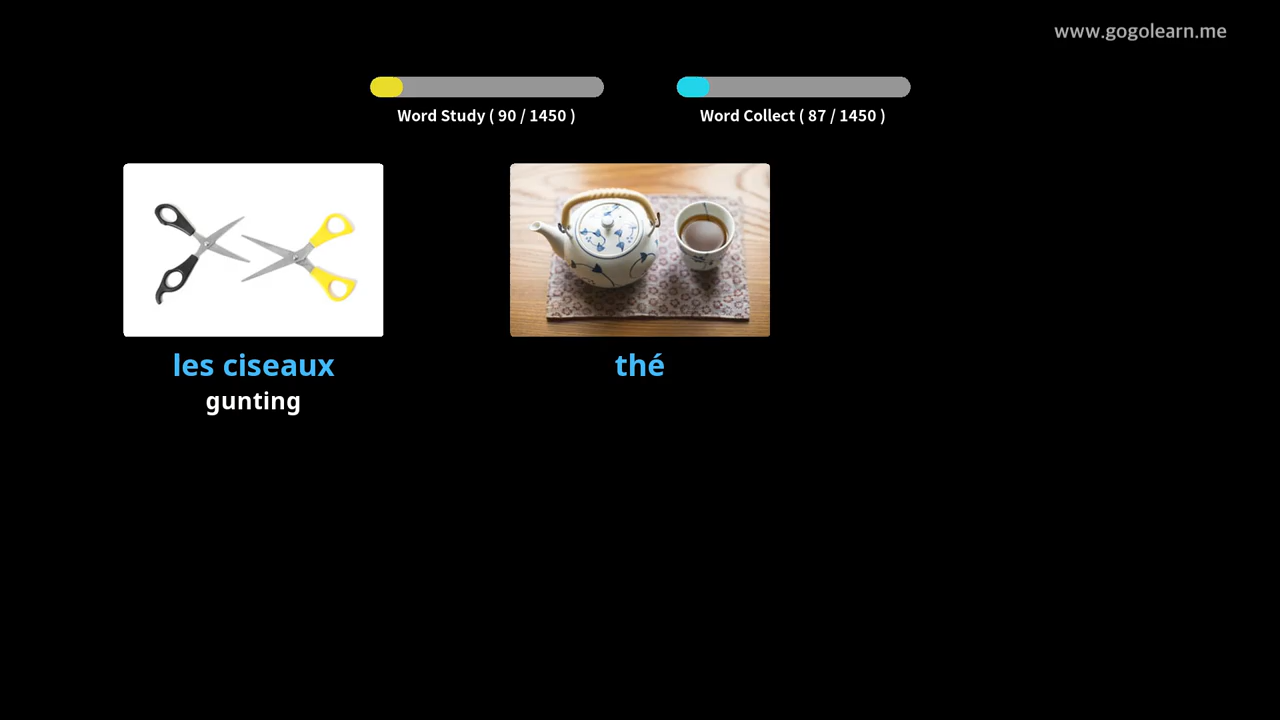 www.gogolearn.me
Word Study ( 90 / 1450 )
Word Collect ( 87 / 1450 )
les ciseaux
gunting
thé